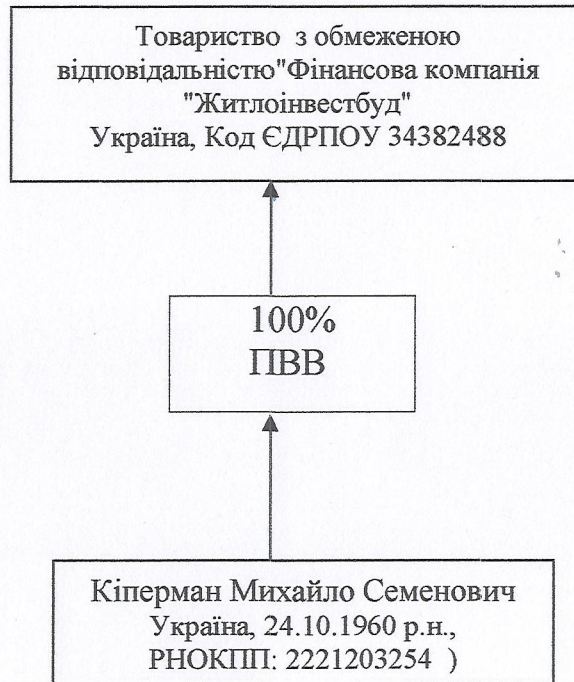 Товариство з обмеженою
відповідальністю"Фінансова компанія
"Житлоінвестбуд"
Україна, Код ЄДРПОУ 34382488
100%
ПВВ
Кіперман Михайло Семенович
Україна, 24.10.1960 р.н.,
РНОКПП: 2221203254 )